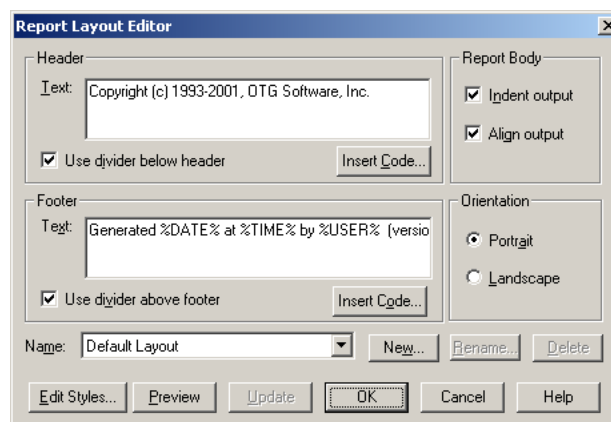 Report Layout Editor
Header
Text: Copyright (c) 1993-2001, OTG Software, Inc.
Use divider below header Insert Code...
Report Body
Indent output
Align output
Footer
Text: Generated %DATE% at %TIME% by %USER% (versio
Use divider above footer Insert Code...
Orientation
Portrait
Landscape
Name: Default Layout New... Rename... Delete
Edit Styles... Preview Update OK Cancel Help